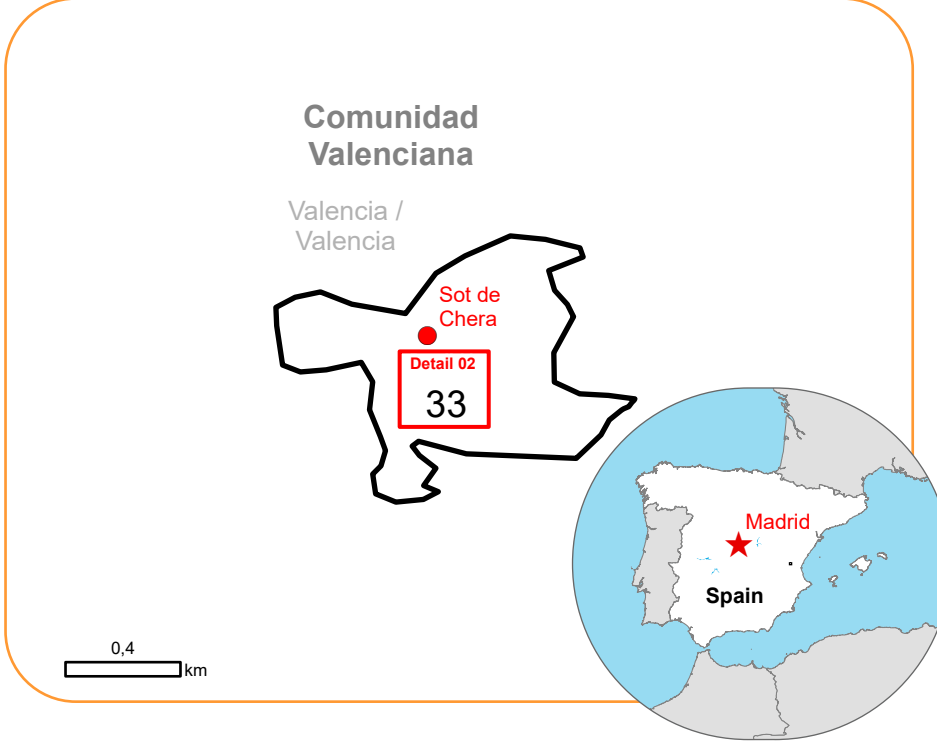 Comunidad
Valenciana
Valencia /
Valencia
Sot de
Chera
Detail 02
33
Madrid
Spain
0,4
km